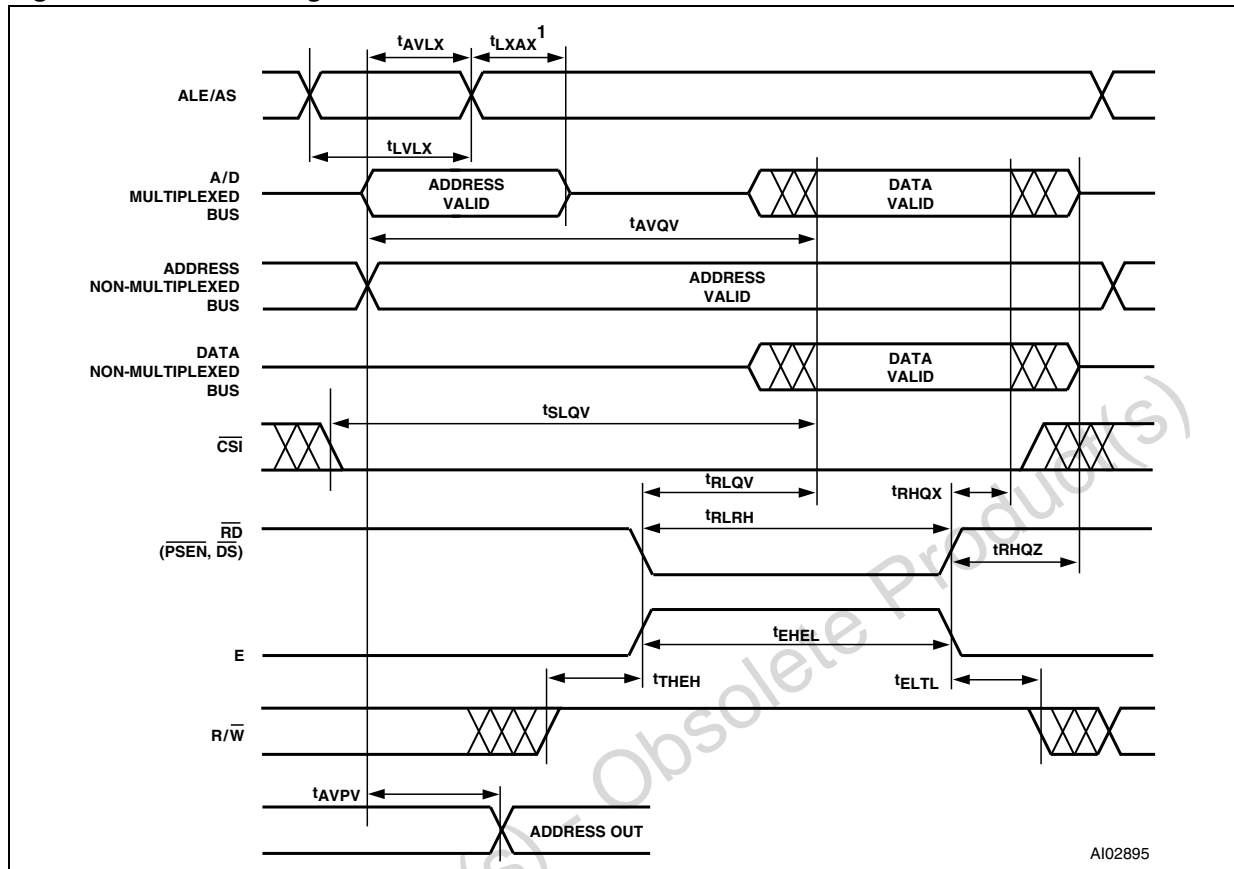 tAVLX
tLXAX 1
ALE/AS
tLVLX
A/D
MULTIPLEXED
BUS
ADDRESS
VALID
DATA
VALID
tAVQV
ADDRESS
NON-MULTIPLEXED
BUS
ADDRESS
VALID
DATA
NON-MULTIPLEXED
BUS
DATA
VALID
tSLQV
CSI
tRLQV
tRHQX
tRLRH
RD
(PSEN, DS)
tRHQZ
tEHEL
E
tTHEH
tELTL
R/W
tAVPV
ADDRESS OUT
AI02895
(s) - Obsolete Product(s)